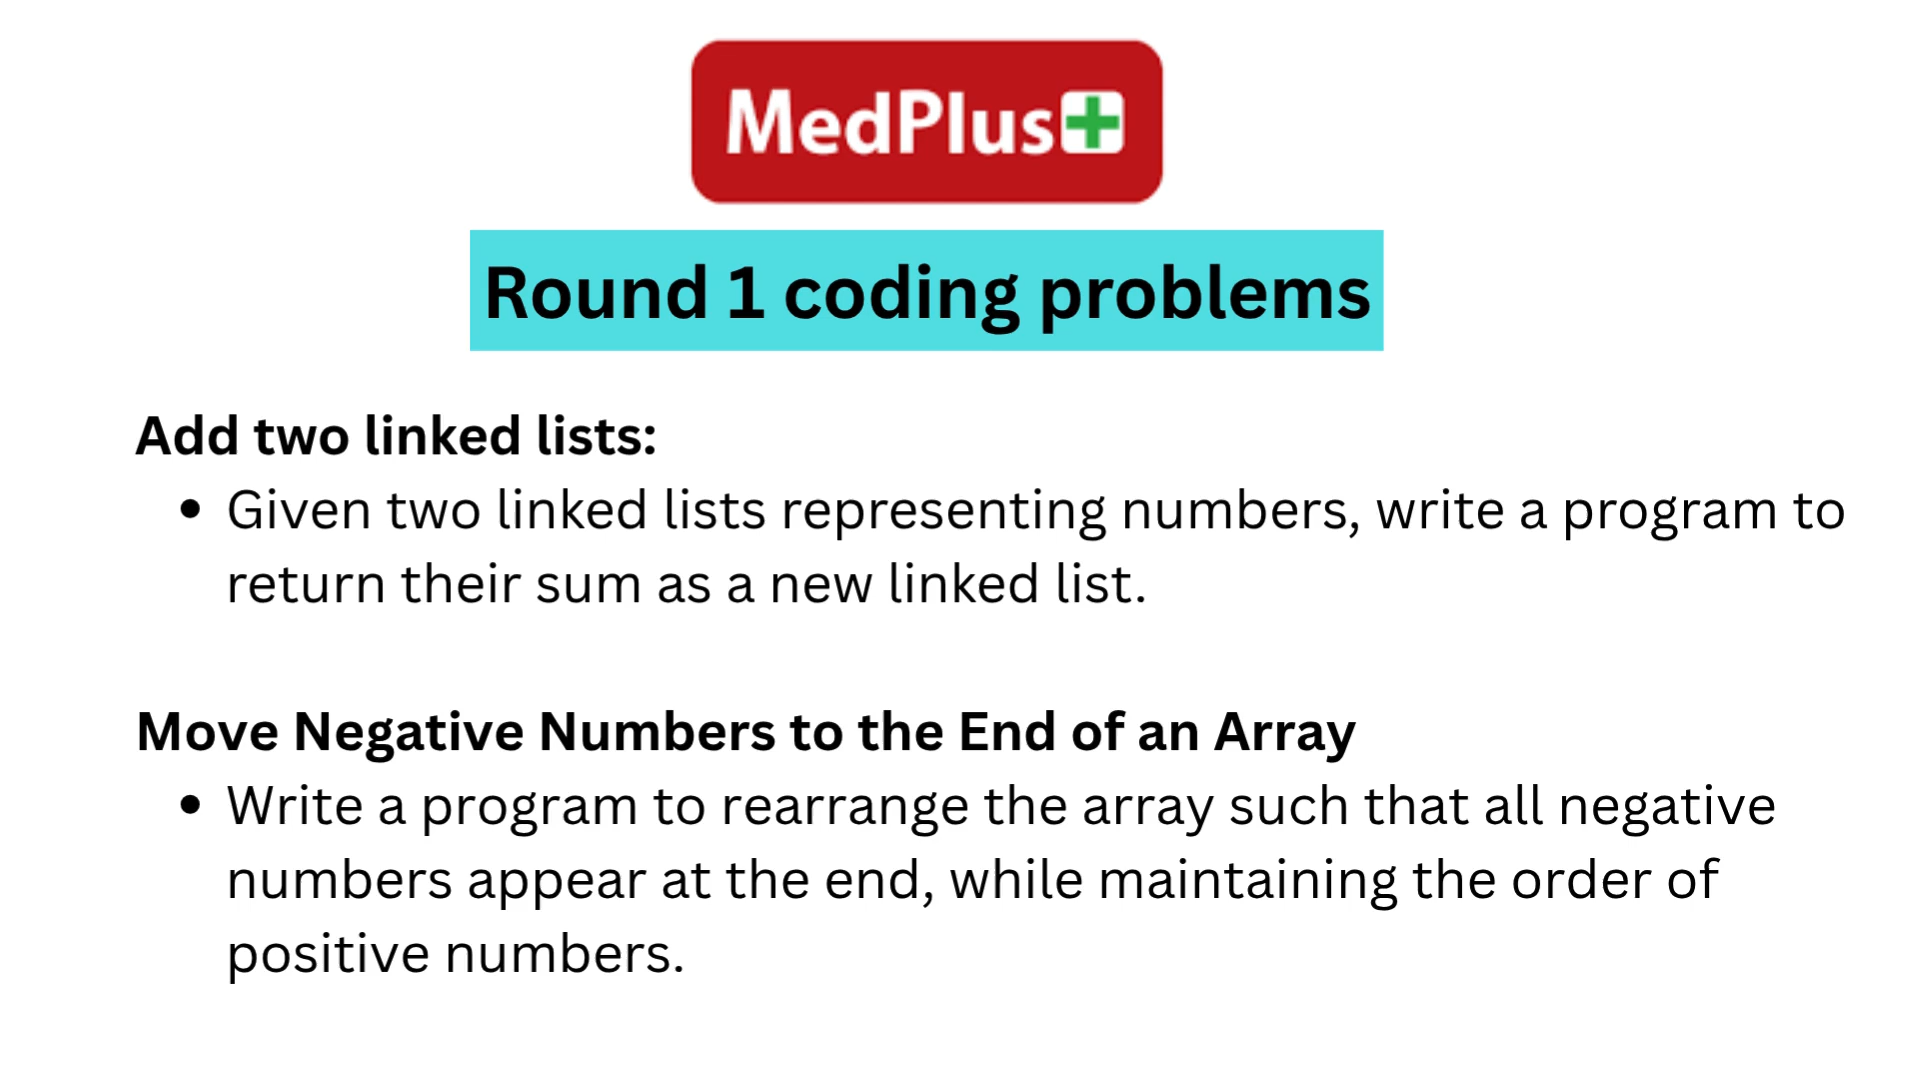 MedPlus
Round 1 coding problems
Add two linked lists:
• Given two linked lists representing numbers, write a program to
return their sum as a new linked list.
Move Negative Numbers to the End of an Array
• Write a program to rearrange the array such that all negative
numbers appear at the end, while maintaining the order of
positive numbers.